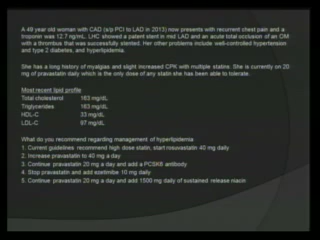 A 49 year old woman with CAD (s/p PCI to LAD in 2013) now presents with recurrent chest pain and a
troponin was 12.7 ng/mL. LHC showed a patent stent in mid LAD and an acute total occlusion of an OM
with a thrombus that was successfully stented. Her other problems include well-controlled hypertension
and type 2 diabetes, and hyperlipidemia.
She has a long history of myalgias and slight increased CPK with multiple statins. She is currently on 20
mg of pravastatin daily which is the only dose of any statin she has been able to tolerate.
Most recent lipid profile
Total cholesterol 163 mg/dL
Triglycerides 163 mg/dL
HDL-C 33 mg/dL
LDL-C 97 mg/dL
What do you recommend regarding management of hyperlipidemia
1. Current guidelines recommend high dose statin, start rosuvastatin 40 mg daily
2. Increase pravastatin to 40 mg a day
3. Continue pravastatin 20 mg a day and add a PCSK9 antibody
4. Stop pravastatin and add ezetimibe 10 mg daily
5. Continue pravastatin 20 mg a day and add 1500 mg daily of sustained release niacin